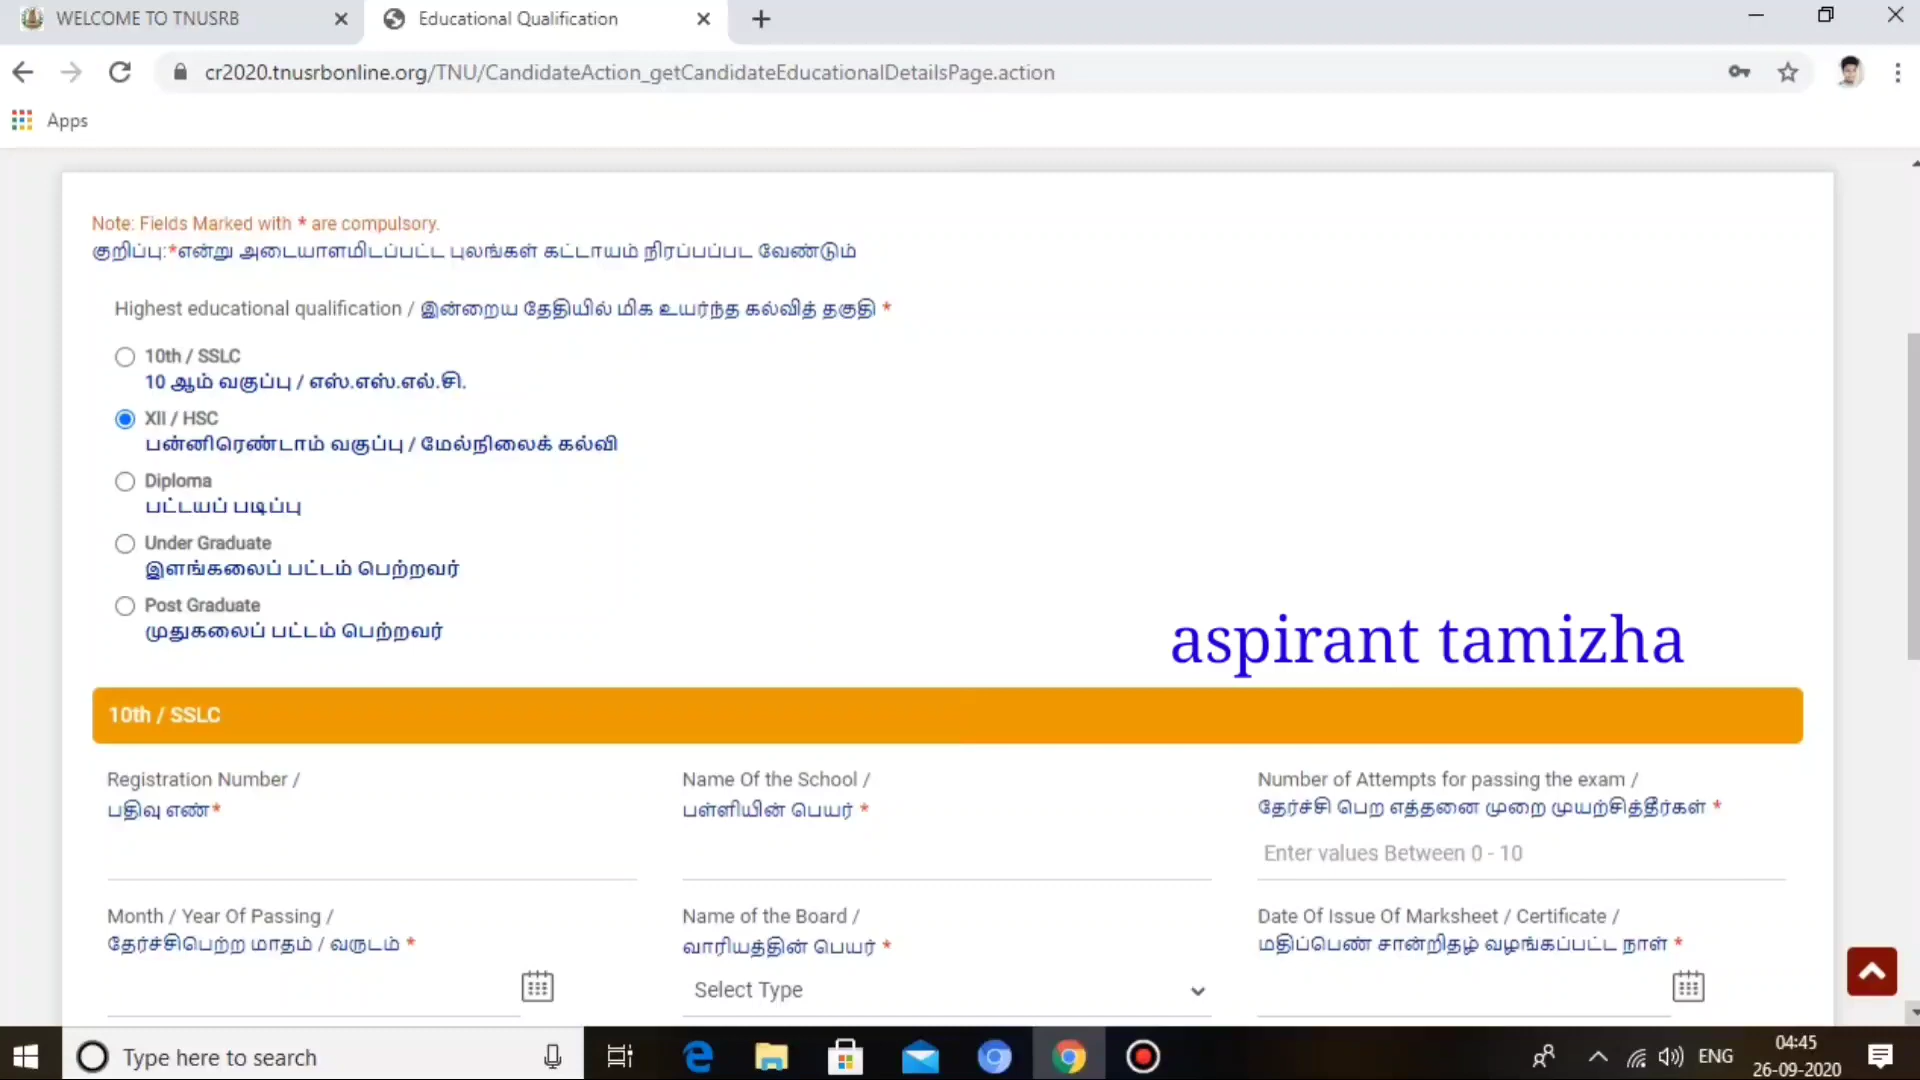 WELCOME TO TNUSRB
Educational Qualification
cr2020.tnusrbonline.org/TNU/CandidateAction_getCandidateEducationalDetailsPage.action
Apps
Note: Fields Marked with * are compulsory.
குறிப்பு:*என்று அடையாளமிடப்பட்ட புலங்கள் கட்டாயம் நிரப்பப்பட வேண்டும்
Highest educational qualification / இன்றைய தேதியில் மிக உயர்ந்த கல்வித் தகுதி *
10th / SSLC
10 ஆம் வகுப்பு / எஸ்.எஸ்.எல்.சி.
XII / HSC
பன்னிரெண்டாம் வகுப்பு / மேல்நிலைக் கல்வி
Diploma
பட்டயப் படிப்பு
Under Graduate
இளங்கலைப் பட்டம் பெற்றவர்
Post Graduate
முதுகலைப் பட்டம் பெற்றவர்
aspirant tamizha
10th / SSLC
Registration Number /
பதிவு எண்*
Name Of the School /
பள்ளியின் பெயர் *
Number of Attempts for passing the exam /
தேர்ச்சி பெற எத்தனை முறை முயற்சித்தீர்கள் *
Enter values Between 0 - 10
Month / Year Of Passing /
தேர்ச்சிபெற்ற மாதம் / வருடம் *
Name of the Board /
வாரியத்தின் பெயர் *
Select Type
Date Of Issue Of Marksheet / Certificate /
மதிப்பெண் சான்றிதழ் வழங்கப்பட்ட நாள் *
Type here to search
ENG
04:45
26-09-2020